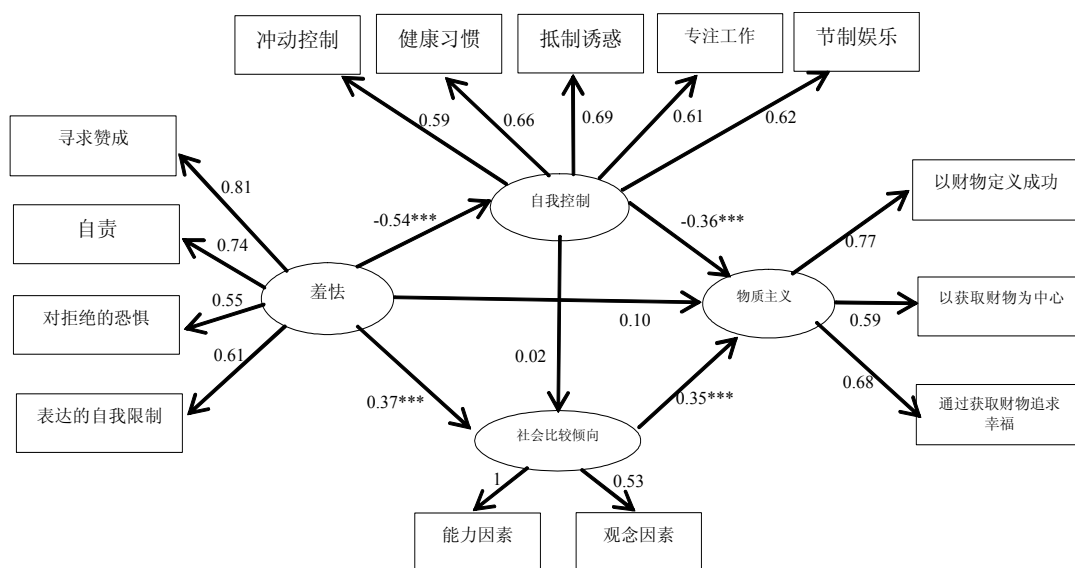 冲动控制
健康习惯
抵制诱惑
专注工作
节制娱乐
0.59
0.66
0.69
0.61
0.62
寻求赞成
自责
对拒绝的恐惧
表达的自我限制
0.81
0.74
0.55
0.61
羞怯
自我控制
-0.54***
-0.36***
0.10
0.02
0.37***
0.35***
社会比较倾向
物质主义
1
0.53
能力因素
观念因素
0.77
0.59
0.68
以财物定义成功
以获取财物为中心
通过获取财物追求
幸福